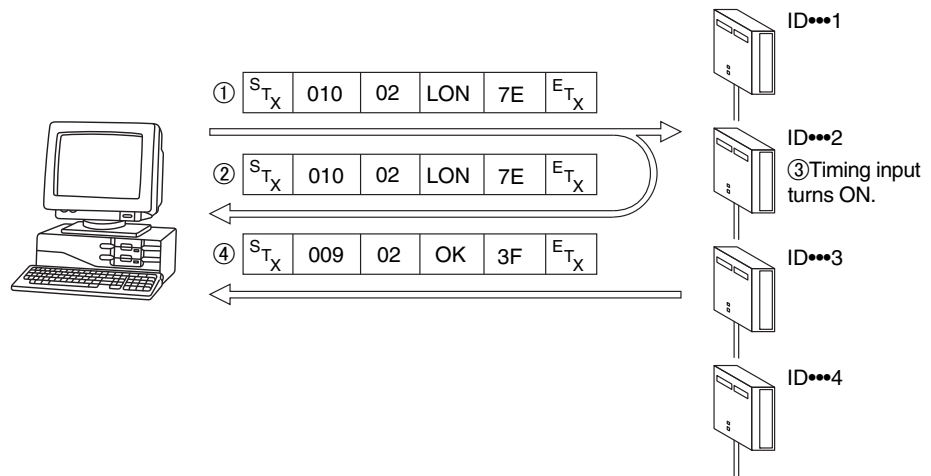 ID•••1
① STX 010 02 LON 7E ETX
ID•••2
② STX 010 02 LON 7E ETX
③Timing input
turns ON.
④ STX 009 02 OK 3F ETX
ID•••3
ID•••4